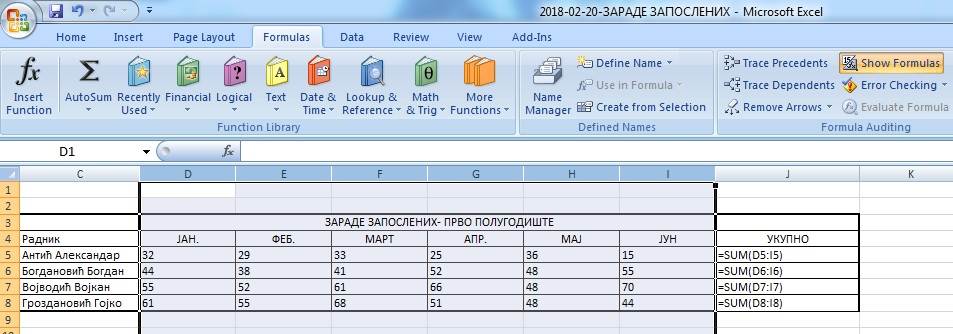 2018-02-20-ЗАРАДЕ ЗАПОСЛЕНИХ - Microsoft Excel
Home Insert Page Layout Formulas Data Review View Add-Ins
fx Insert Function
Σ AutoSum
Recently Used
Financial
Logical
Text
Date & Time
Lookup & Reference
Math & Trig
More Functions
Function Library
Name Manager
Define Name
Use in Formula
Create from Selection
Defined Names
Trace Precedents
Trace Dependents
Remove Arrows
Show Formulas
Error Checking
Evaluate Formula
Formula Auditing
D1 fx
C D E F G H I J K
1
2
3 ЗАРАДЕ ЗАПОСЛЕНИХ- ПРВО ПОЛУГОДИШТЕ
4 Радник ЈАН. ФЕБ. МАРТ АПР. МАЈ ЈУН УКУПНО
5 Антић Александар 32 29 33 25 36 15 =SUM(D5:I5)
6 Богдановић Богдан 44 38 41 52 48 55 =SUM(D6:I6)
7 Војводић Војкан 55 52 61 66 48 70 =SUM(D7:I7)
8 Гроздановић Гојко 61 55 68 51 48 44 =SUM(D8:I8)
9